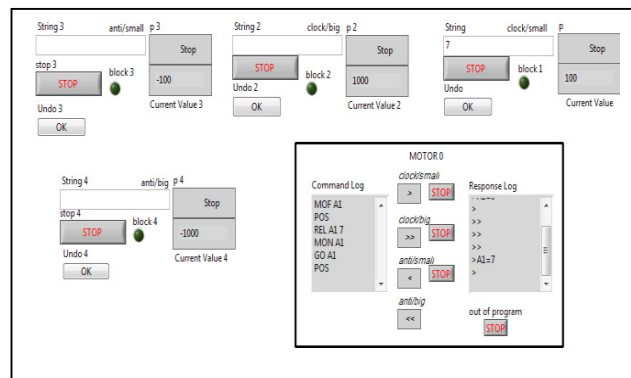 String 3 anti/small p 3
Stop
stop 3
STOP
block 3
-100
Undo 3
Current Value 3
OK
String 2 clock/big p 2
Stop
STOP
block 2
1000
Undo 2
Current Value 2
OK
String clock/small P
7
Stop
STOP
block 1
100
Undo
Current Value
OK
String 4 anti/big p 4
Stop
stop 4
STOP
block 4
-1000
Undo 4
Current Value 4
OK
MOTOR 0
Command Log
MOF A1
POS
REL A1 7
MON A1
GO A1
POS
clock/small
> STOP
clock/big
>> STOP
anti/small
< STOP
anti/big
<<
Response Log
>
>>
>>
>>
>A1=7
>
out of program
STOP